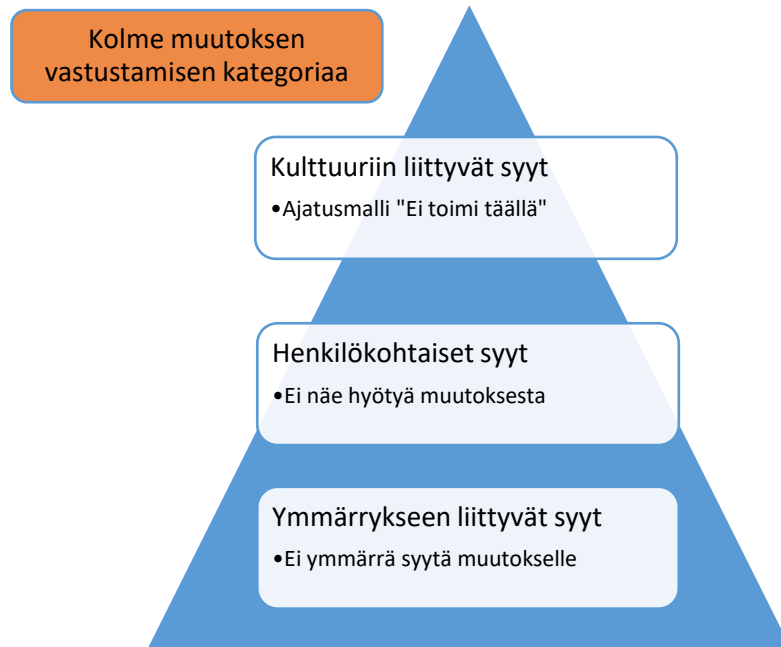 Kolme muutoksen
vastustamisen kategoriaa
Kulttuuriin liittyvät syyt
•Ajatusmalli "Ei toimi täällä"
Henkilökohtaiset syyt
•Ei näe hyötyä muutoksesta
Ymmärrykseen liittyvät syyt
•Ei ymmärrä syytä muutokselle